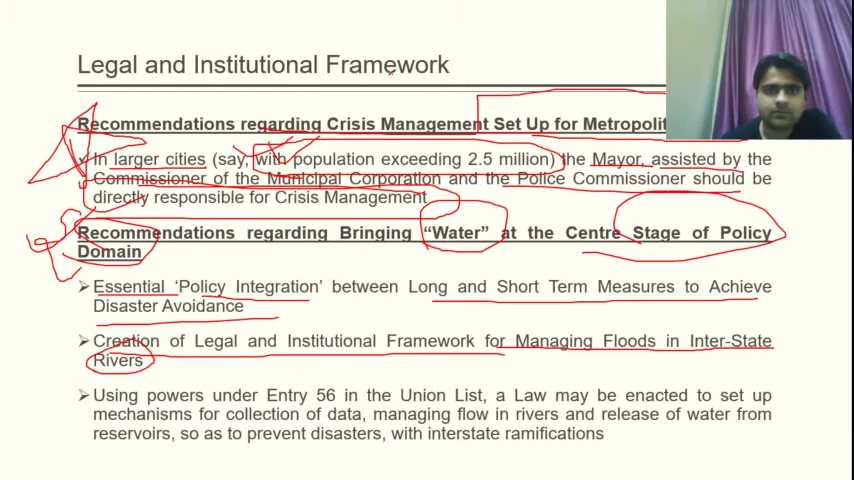 Legal and Institutional Framework
Recommendations regarding Crisis Management Set Up for
✓ In larger cities (say, with population exceeding 2.5 million) the Mayor, assisted by the
Commissioner of the Municipal Corporation and the Police Commissioner should be
directly responsible for Crisis Management
Recommendations regarding Bringing “Water” at the Centre Stage of Policy
Domain
➢ Essential ‘Policy Integration’ between Long and Short Term Measures to Achieve
Disaster Avoidance
➢ Creation of Legal and Institutional Framework for Managing Floods in Inter-State
Rivers
➢ Using powers under Entry 56 in the Union List, a Law may be enacted to set up
mechanisms for collection of data, managing flow in rivers and release of water from
reservoirs, so as to prevent disasters, with interstate ramifications